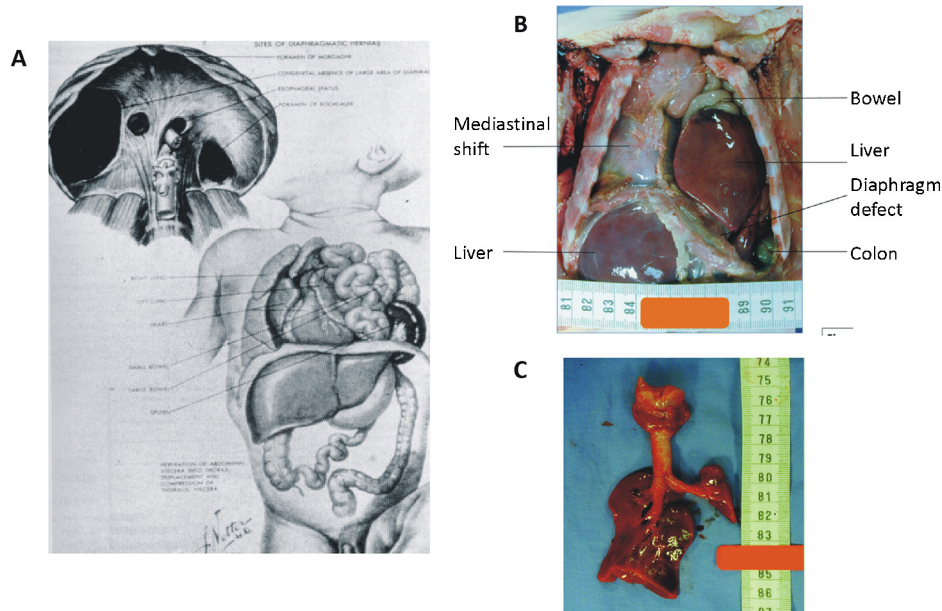 A
SITES OF DIAPHRAGMATIC HERNIAS
FORAMEN OF MORGAGNI
CONGENITAL ABSENCE OF LARGE AREA OF DIAPHRAG
ESOPHAGEAL HIATUS
FORAMEN OF BOCHDALEK
RIGHT LUNG
LEFT LUNG
HEART
SMALL BOWEL
LARGE BOWEL
SPLEEN
HERNIATION OF ABDOMINAL
VISCERA INTO THORAX,
DISPLACEMENT AND
COMPRESSION OF
THORACIC VISCERA
F. Netter
B
Mediastinal
shift
Liver
Bowel
Liver
Diaphragm
defect
Colon
81 82 83 84 89 90 91
C
74
75
76
77
78
79
80
81
82
83
85
86